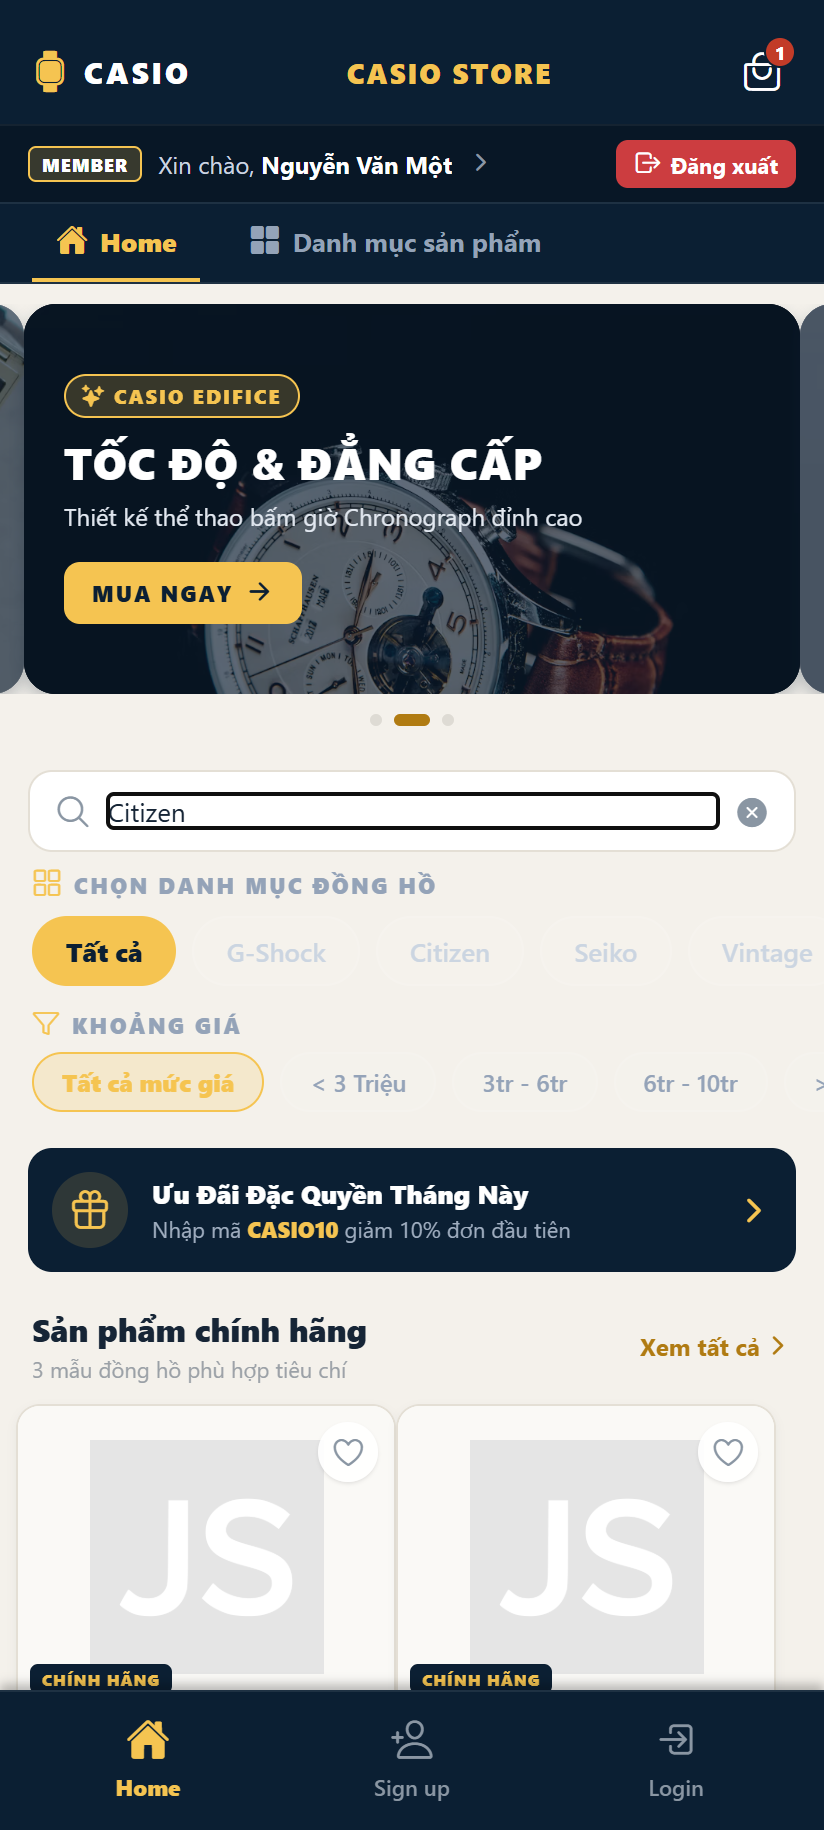 CASIO
CASIO STORE
1
MEMBER
Xin chào, Nguyễn Văn Một
Đăng xuất
Home
Danh mục sản phẩm
CASIO EDIFICE
TỐC ĐỘ & ĐẲNG CẤP
Thiết kế thể thao bấm giờ Chronograph đỉnh cao
MUA NGAY
Citizen
CHỌN DANH MỤC ĐỒNG HỒ
Tất cả
G-Shock
Citizen
Seiko
Vintage
KHOẢNG GIÁ
Tất cả mức giá
< 3 Triệu
3tr - 6tr
6tr - 10tr
>
Ưu Đãi Đặc Quyền Tháng Này
Nhập mã CASIO10 giảm 10% đơn đầu tiên
Sản phẩm chính hãng
3 mẫu đồng hồ phù hợp tiêu chí
Xem tất cả
JS
JS
CHÍNH HÃNG
CHÍNH HÃNG
Home
Sign up
Login